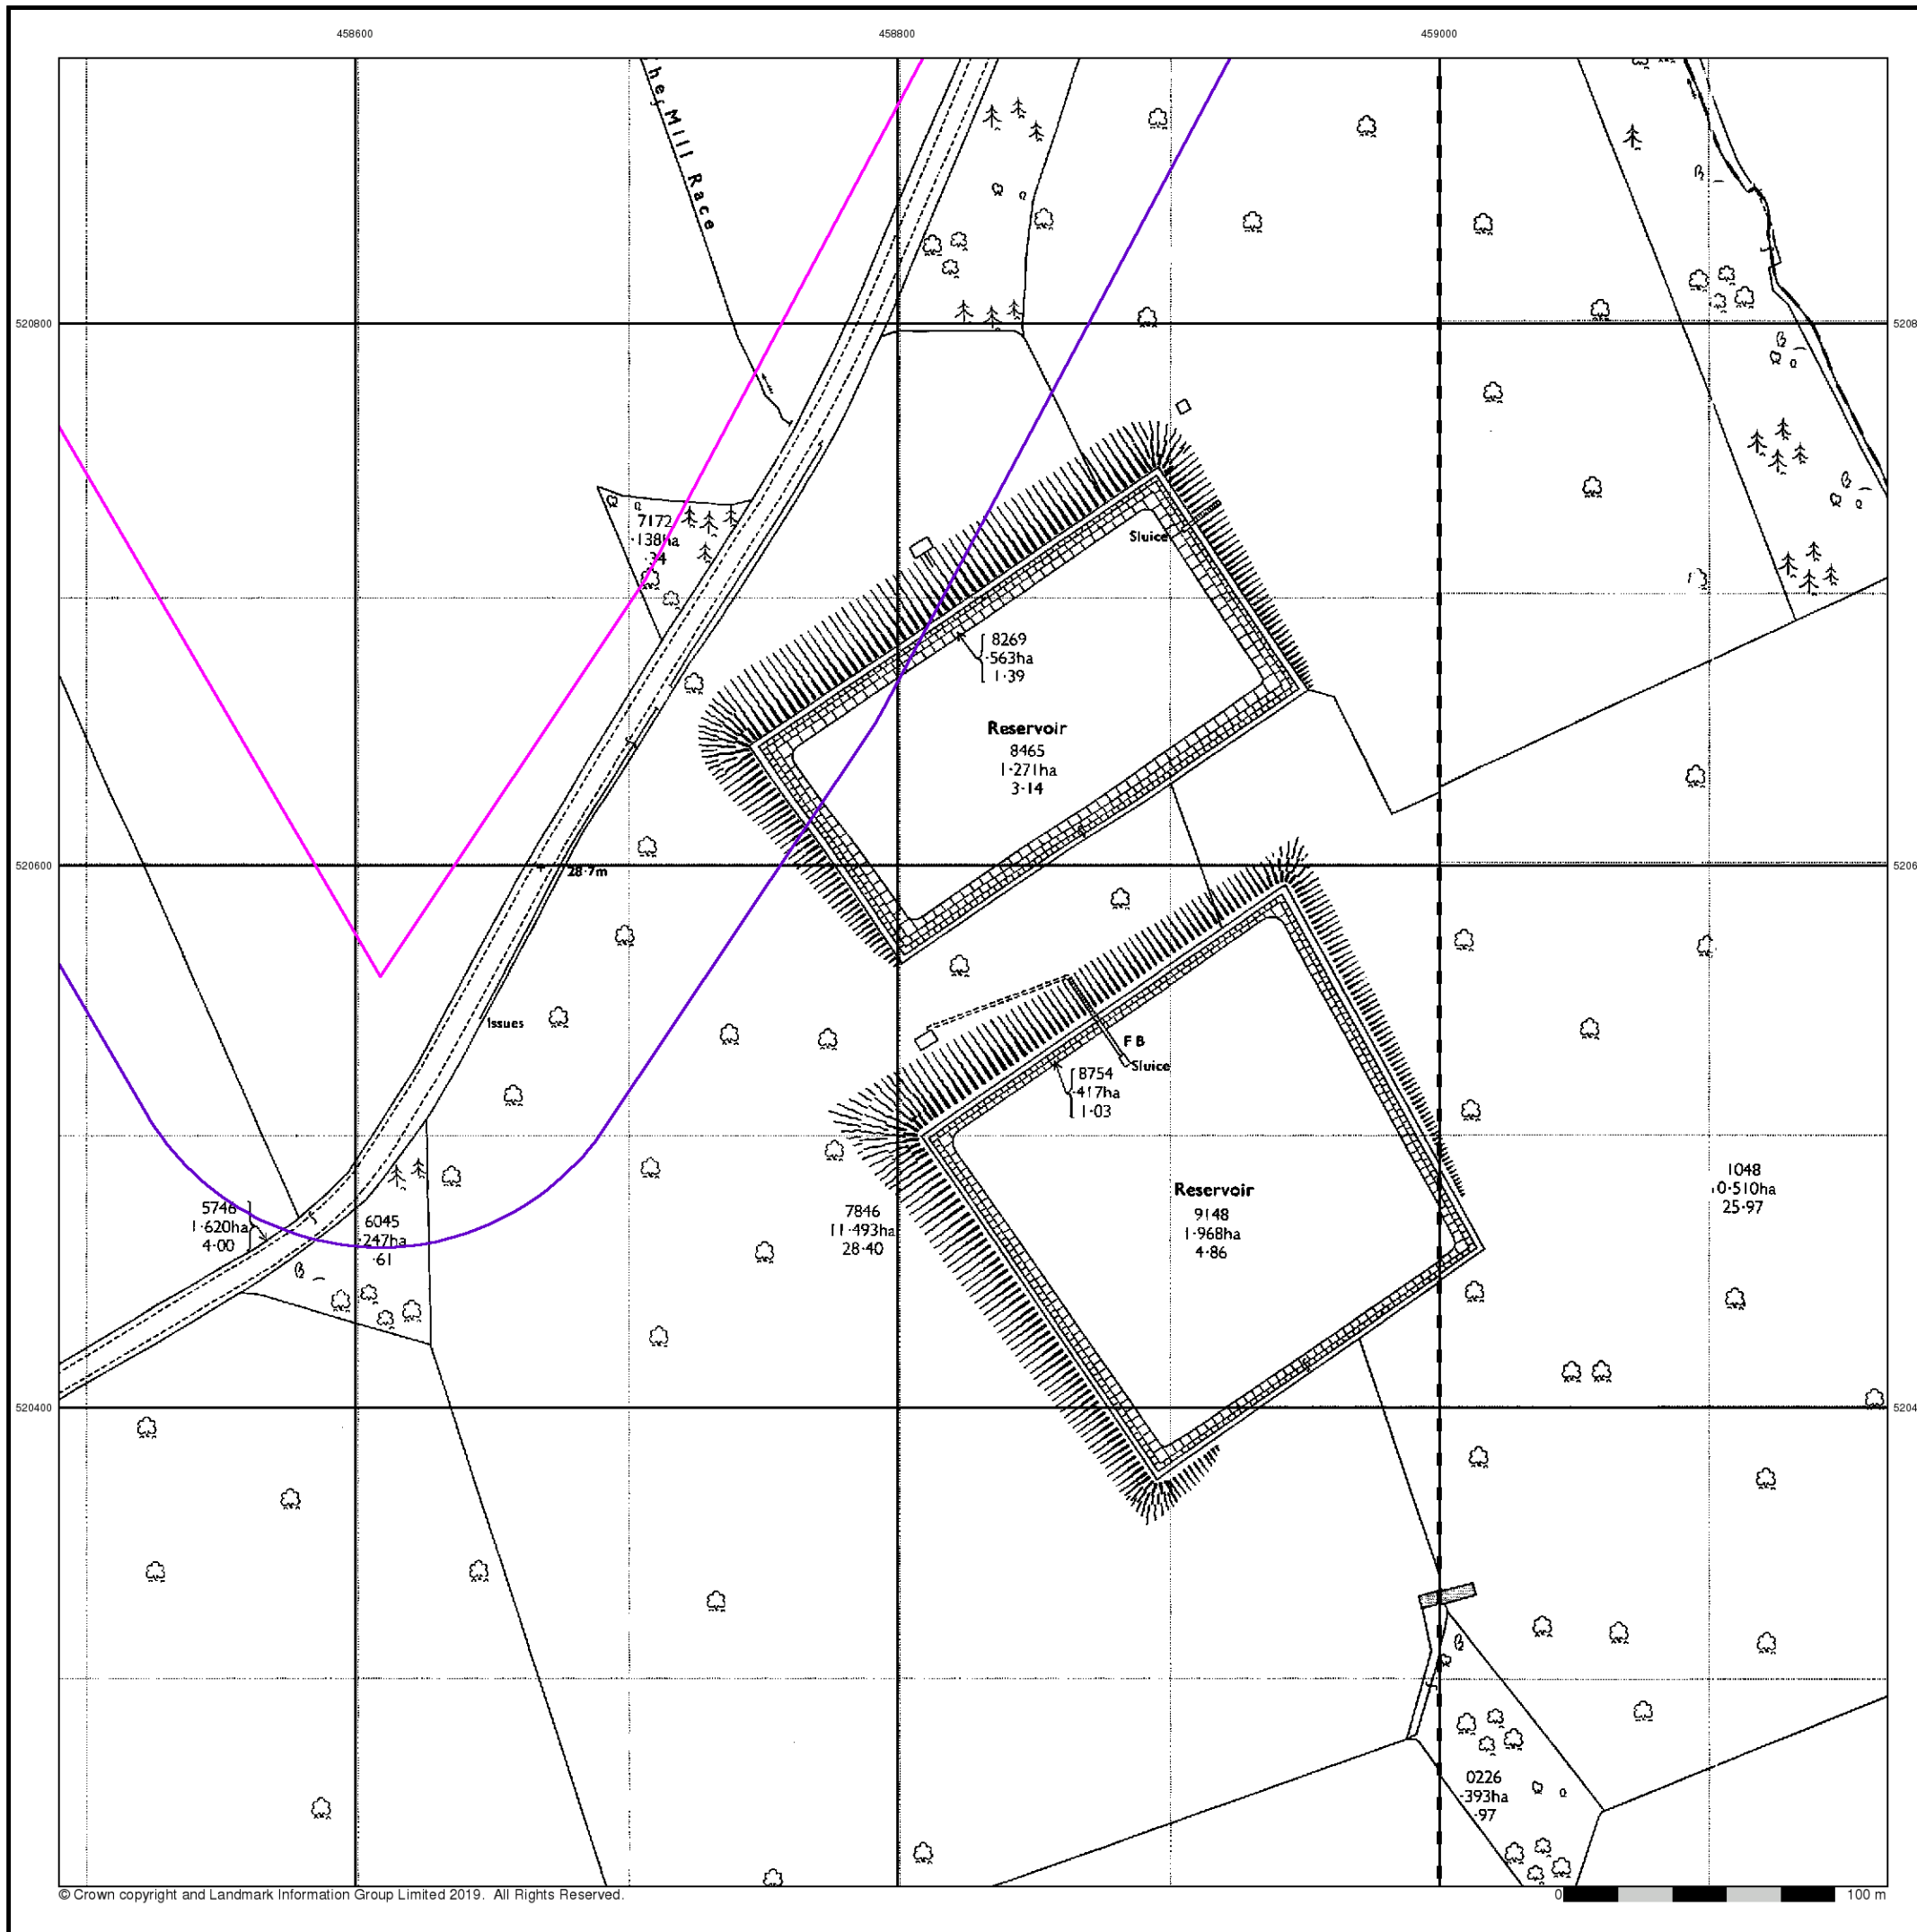 458600
458800
459000
Mill Race
520800
5208
7172
·138ha
·34
Sluice
8269
·563ha
1·39
Reservoir
8465
1·271ha
3·14
520600
5206
28·7m
Issues
F B
Sluice
8754
·417ha
1·03
5746
1·620ha
4·00
6045
·247ha
·61
7846
11·493ha
28·40
Reservoir
9148
1·968ha
4·86
1048
0·510ha
25·97
520400
5204
0226
·393ha
·97
© Crown copyright and Landmark Information Group Limited 2019. All Rights Reserved.
0
100 m